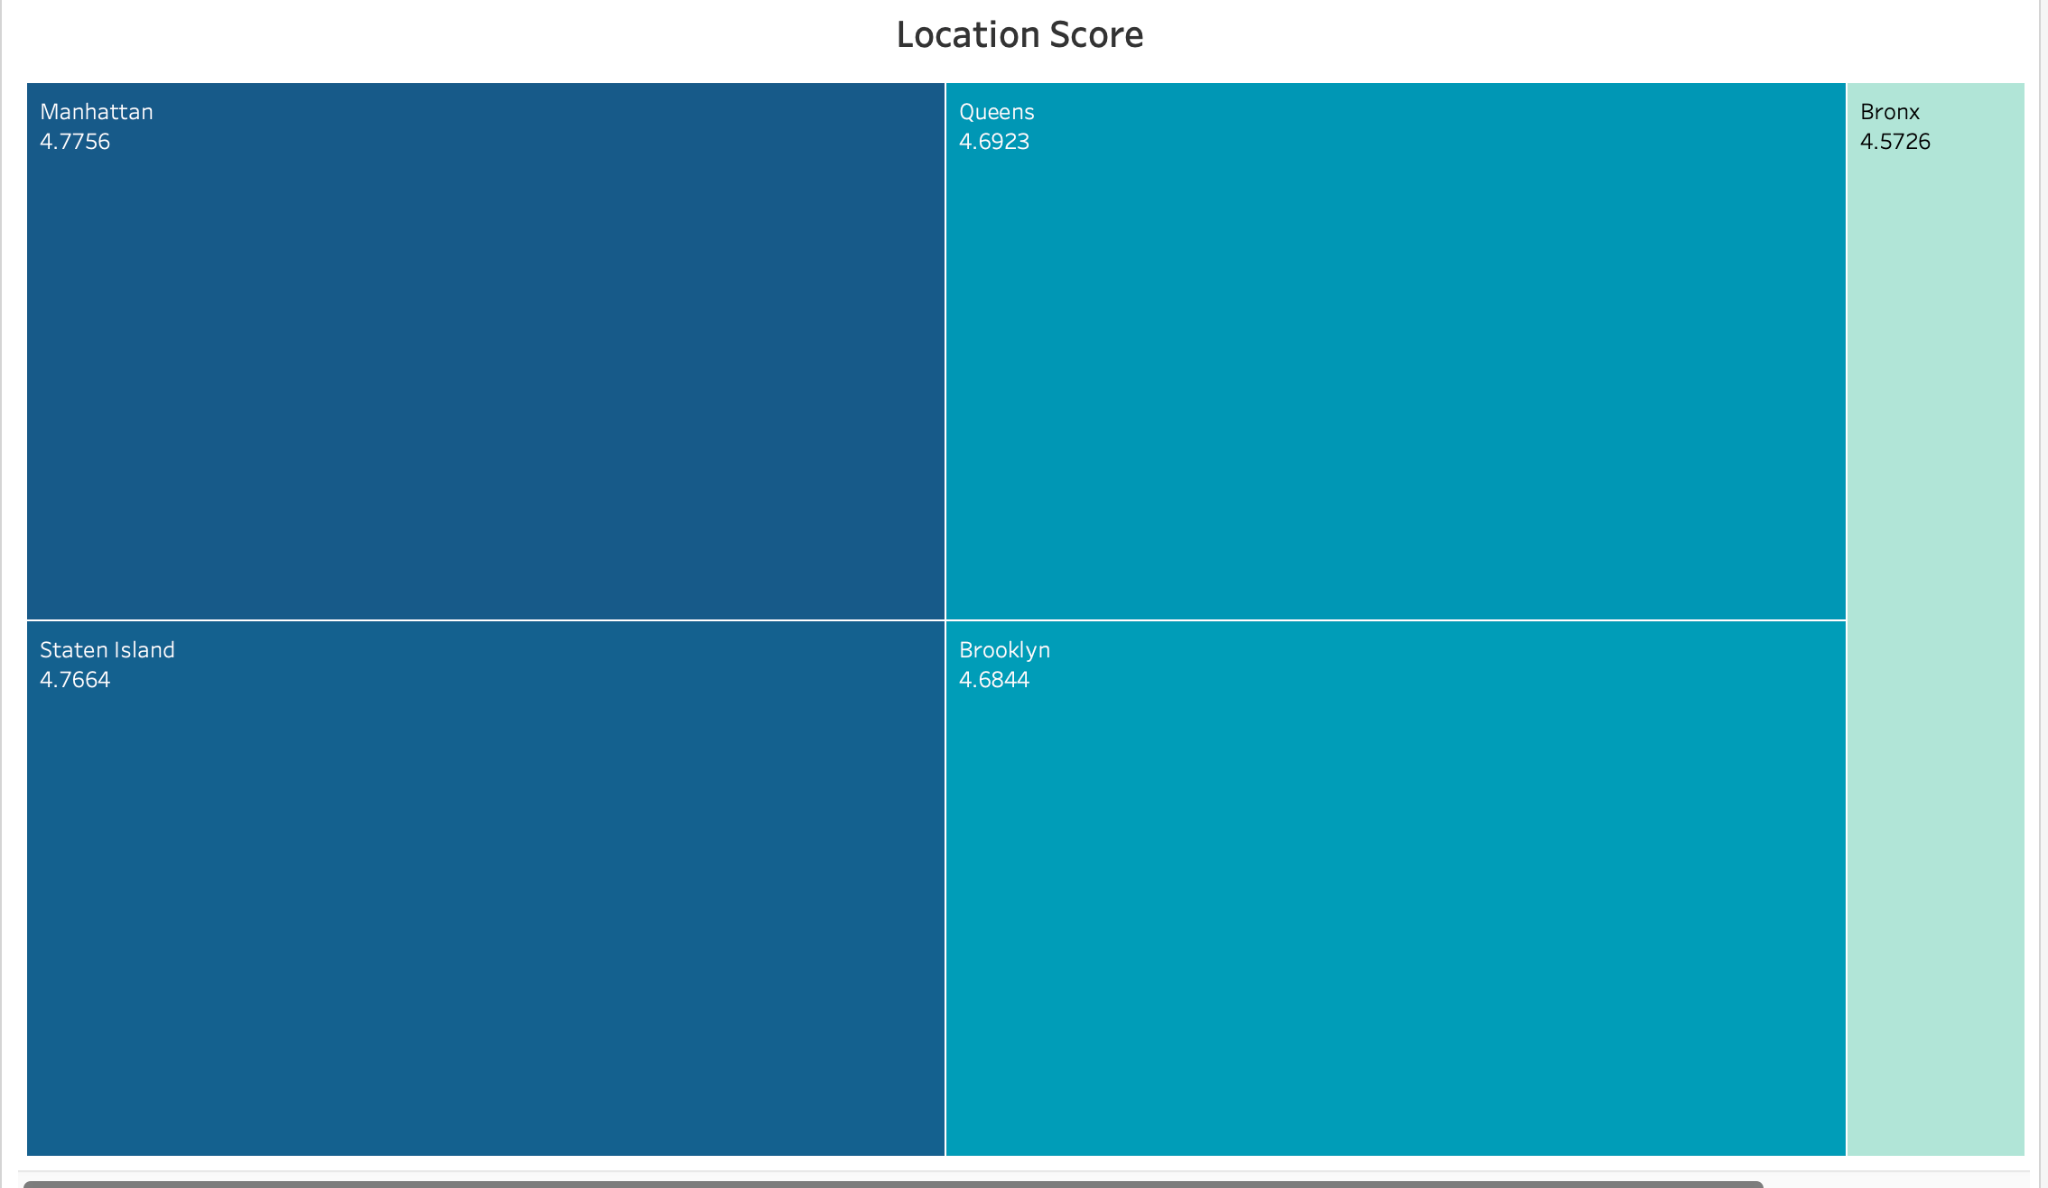 Location Score
Manhattan
4.7756
Staten Island
4.7664
Queens
4.6923
Brooklyn
4.6844
Bronx
4.5726